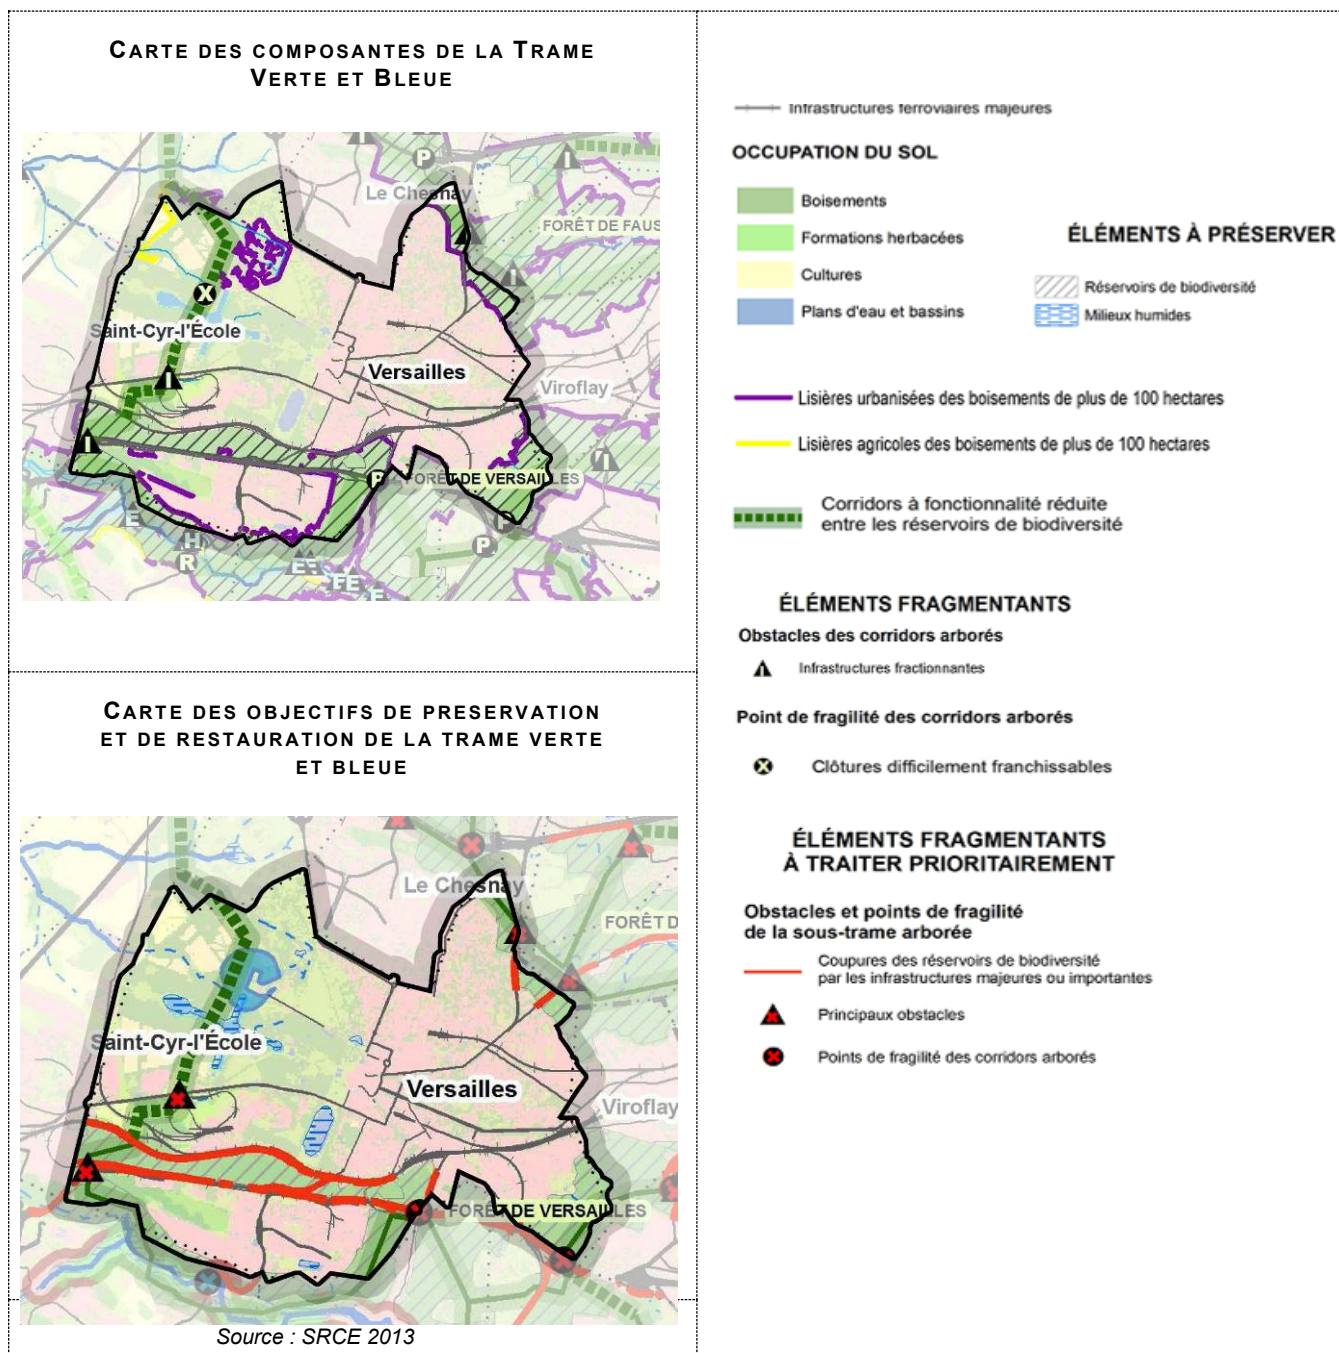 CARTE DES COMPOSANTES DE LA TRAME
VERTE ET BLEUE
Le Chesnay
FORÊT DE FAUS
Saint-Cyr-l'École
Versailles
Viroflay
FORÊT DE VERSAILLES
P
I
I
I
X
I
I
I
P
P
P
E
H
R
E
CARTE DES OBJECTIFS DE PRESERVATION
ET DE RESTAURATION DE LA TRAME VERTE
ET BLEUE
Le Chesnay
FORÊT D
Saint-Cyr-l'École
Versailles
Viroflay
FORÊT DE VERSAILLES
Source : SRCE 2013
Infrastructures ferroviaires majeures
OCCUPATION DU SOL
Boisements
Formations herbacées
Cultures
Plans d'eau et bassins
ÉLÉMENTS À PRÉSERVER
Réservoirs de biodiversité
Milieux humides
Lisières urbanisées des boisements de plus de 100 hectares
Lisières agricoles des boisements de plus de 100 hectares
Corridors à fonctionnalité réduite
entre les réservoirs de biodiversité
ÉLÉMENTS FRAGMENTANTS
Obstacles des corridors arborés
I Infrastructures fractionnantes
Point de fragilité des corridors arborés
X Clôtures difficilement franchissables
ÉLÉMENTS FRAGMENTANTS
À TRAITER PRIORITAIREMENT
Obstacles et points de fragilité
de la sous-trame arborée
Coupures des réservoirs de biodiversité
par les infrastructures majeures ou importantes
Principaux obstacles
Points de fragilité des corridors arborés